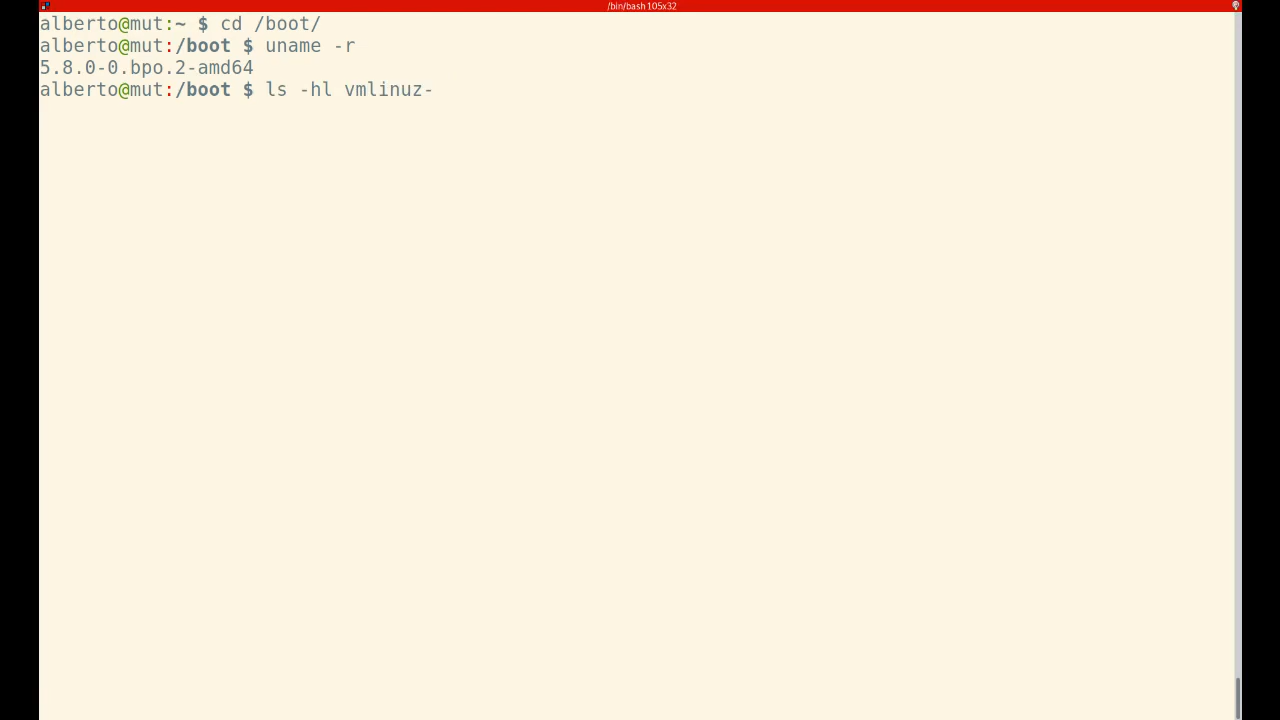 /bin/bash 105x32
alberto@mut:~ $ cd /boot/
alberto@mut:/boot $ uname -r
5.8.0-0.bpo.2-amd64
alberto@mut:/boot $ ls -hl vmlinuz-